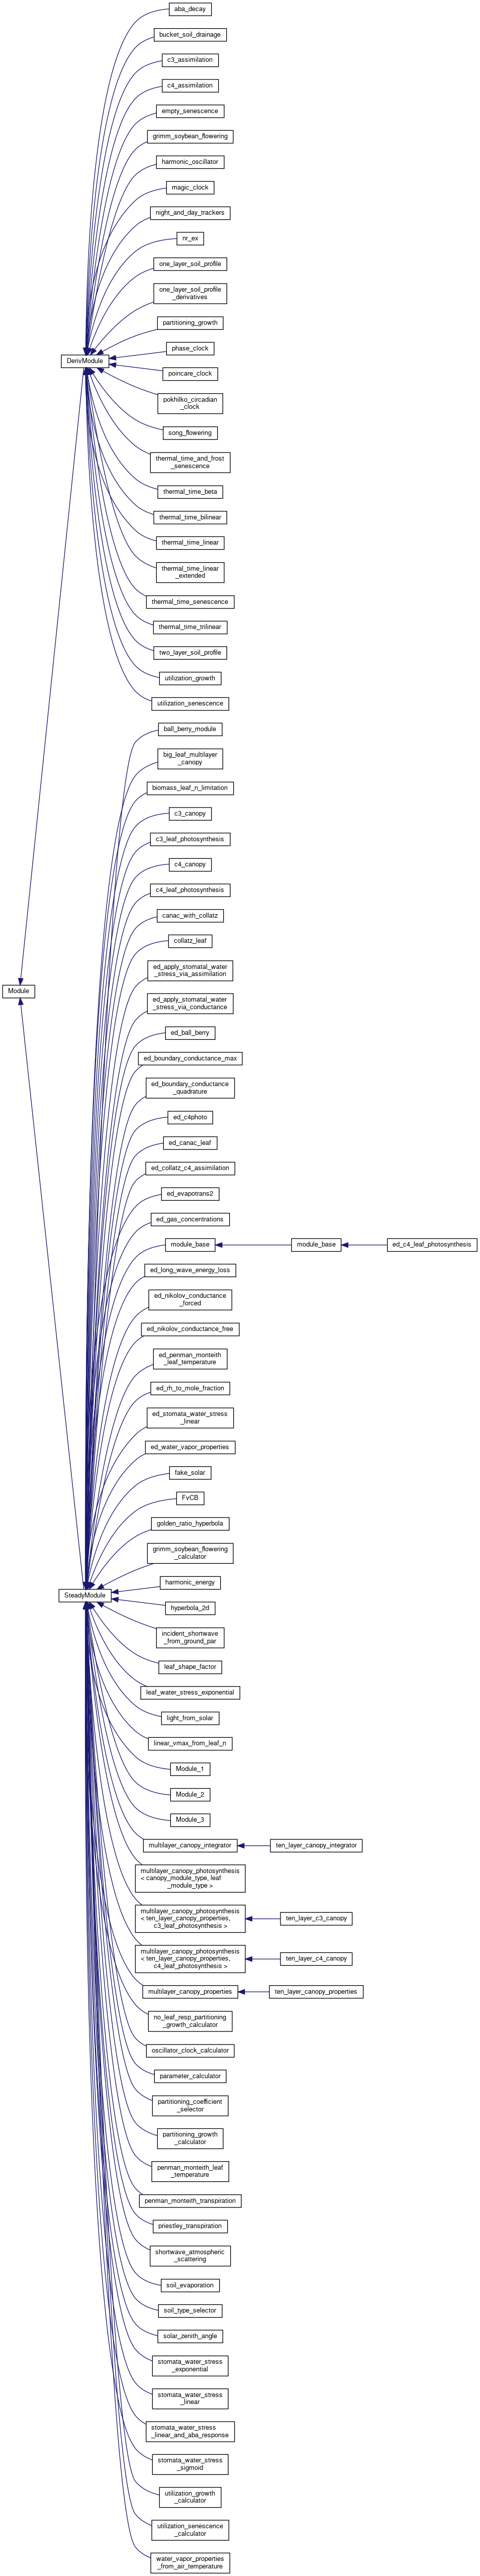 aba_decay
bucket_soil_drainage
c3_assimilation
c4_assimilation
empty_senescence
grimm_soybean_flowering
harmonic_oscillator
magic_clock
night_and_day_trackers
nr_ex
one_layer_soil_profile
one_layer_soil_profile
_derivatives
partitioning_growth
phase_clock
DerivModule
poincare_clock
pokhilko_circadian
_clock
song_flowering
thermal_time_and_frost
_senescence
thermal_time_beta
thermal_time_bilinear
thermal_time_linear
thermal_time_linear
_extended
thermal_time_senescence
thermal_time_trilinear
two_layer_soil_profile
utilization_growth
utilization_senescence
ball_berry_module
big_leaf_multilayer
_canopy
biomass_leaf_n_limitation
c3_canopy
c3_leaf_photosynthesis
c4_canopy
c4_leaf_photosynthesis
canac_with_collatz
collatz_leaf
ed_apply_stomatal_water
_stress_via_assimilation
Module
ed_apply_stomatal_water
_stress_via_conductance
ed_ball_berry
ed_boundary_conductance_max
ed_boundary_conductance
_quadrature
ed_c4photo
ed_canac_leaf
ed_collatz_c4_assimilation
ed_evapotrans2
ed_gas_concentrations
module_base
module_base
ed_c4_leaf_photosynthesis
ed_long_wave_energy_loss
ed_nikolov_conductance
_forced
ed_nikolov_conductance_free
ed_penman_monteith
_leaf_temperature
ed_rh_to_mole_fraction
ed_stomata_water_stress
_linear
ed_water_vapor_properties
fake_solar
FvCB
golden_ratio_hyperbola
grimm_soybean_flowering
_calculator
harmonic_energy
SteadyModule
hyperbola_2d
incident_shortwave
_from_ground_par
leaf_shape_factor
leaf_water_stress_exponential
light_from_solar
linear_vmax_from_leaf_n
Module_1
Module_2
Module_3
multilayer_canopy_integrator
ten_layer_canopy_integrator
multilayer_canopy_photosynthesis
< canopy_module_type, leaf
_module_type >
multilayer_canopy_photosynthesis
< ten_layer_canopy_properties,
c3_leaf_photosynthesis >
ten_layer_c3_canopy
multilayer_canopy_photosynthesis
< ten_layer_canopy_properties,
c4_leaf_photosynthesis >
ten_layer_c4_canopy
multilayer_canopy_properties
ten_layer_canopy_properties
no_leaf_resp_partitioning
_growth_calculator
oscillator_clock_calculator
parameter_calculator
partitioning_coefficient
_selector
partitioning_growth
_calculator
penman_monteith_leaf
_temperature
penman_monteith_transpiration
priestley_transpiration
shortwave_atmospheric
_scattering
soil_evaporation
soil_type_selector
solar_zenith_angle
stomata_water_stress
_exponential
stomata_water_stress
_linear
stomata_water_stress
_linear_and_aba_response
stomata_water_stress
_sigmoid
utilization_growth
_calculator
utilization_senescence
_calculator
water_vapor_properties
_from_air_temperature